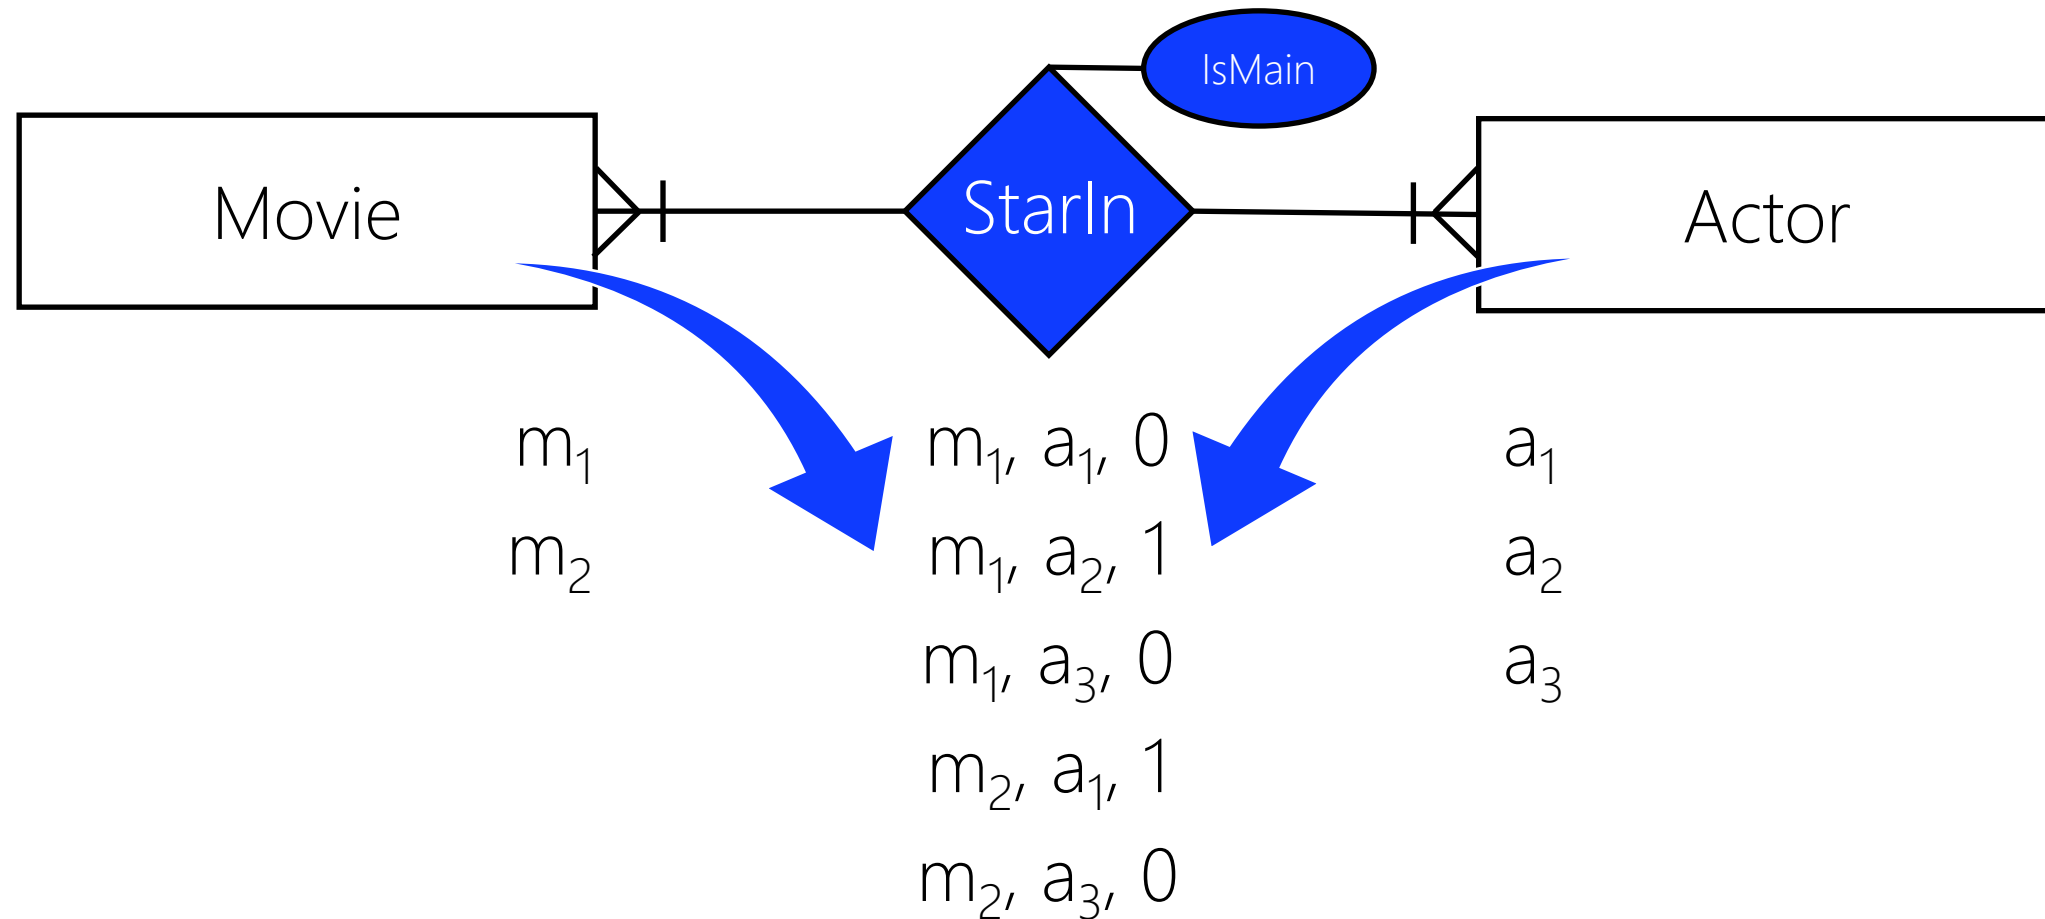 IsMain
Movie
StarIn
Actor
m₁ m₁, a₁, 0 a₁
m₂ m₁, a₂, 1 a₂
m₁, a₃, 0 a₃
m₂, a₁, 1
m₂, a₃, 0